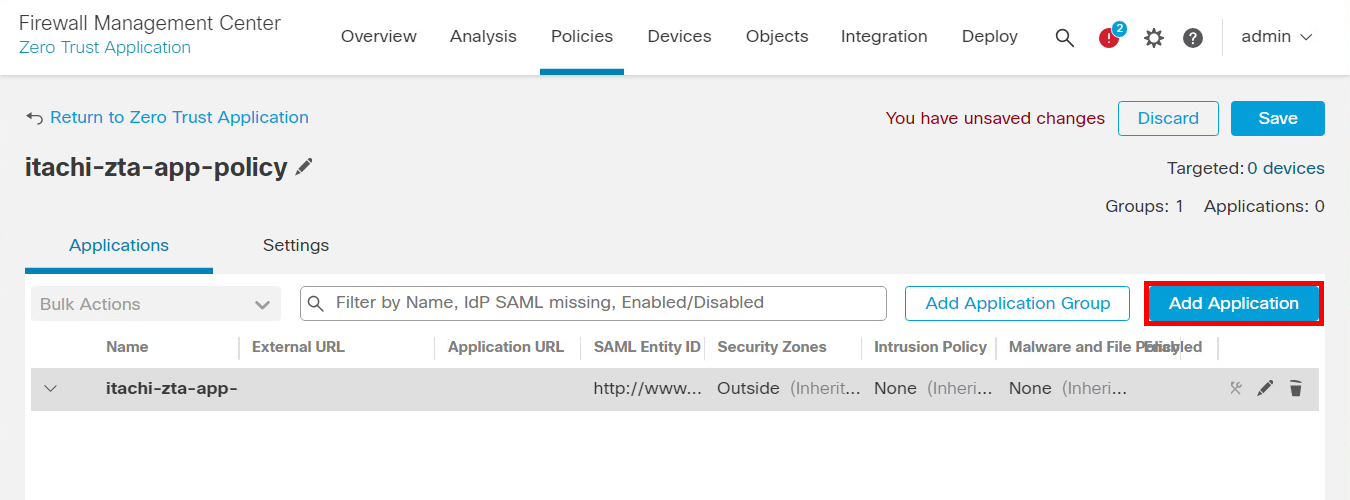 Firewall Management Center
Zero Trust Application
Overview Analysis Policies Devices Objects Integration Deploy 2 admin
Return to Zero Trust Application
You have unsaved changes Discard Save
itachi-zta-app-policy
Targeted: 0 devices
Groups: 1 Applications: 0
Applications Settings
Bulk Actions Filter by Name, IdP SAML missing, Enabled/Disabled Add Application Group Add Application
Name External URL Application URL SAML Entity ID Security Zones Intrusion Policy Malware and File Policy Enabled
itachi-zta-app- http://www... Outside (Inherit... None (Inheri... None (Inheri...